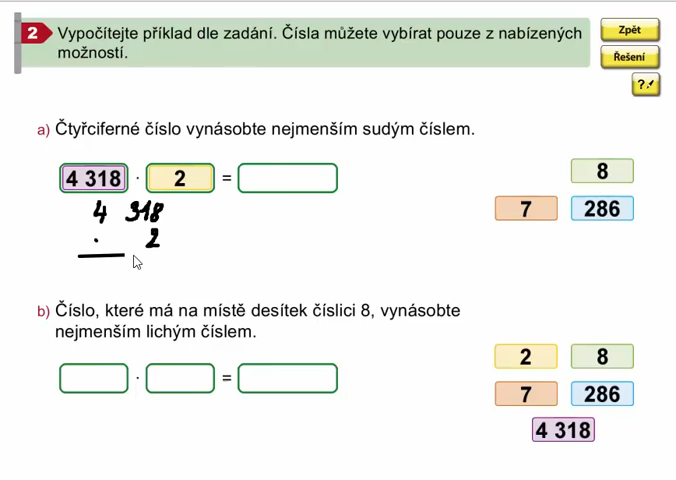 2 Vypočítejte příklad dle zadání. Čísla můžete vybírat pouze z nabízených
možností.
Zpět
Řešení
?
a) Čtyřciferné číslo vynásobte nejmenším sudým číslem.
4 318 · 2 =
8
7 286
4 318
· 2
b) Číslo, které má na místě desítek číslici 8, vynásobte
nejmenším lichým číslem.
· =
2 8
7 286
4 318